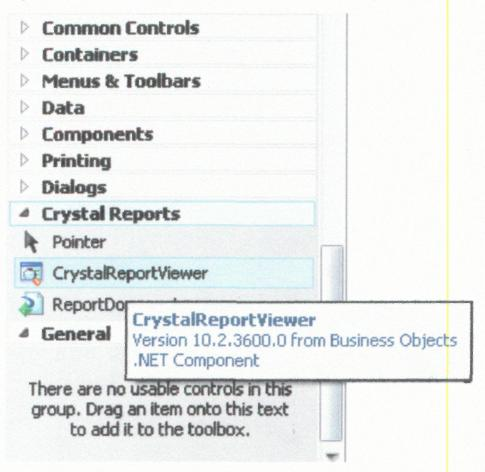 Common Controls
Containers
Menus & Toolbars
Data
Components
Printing
Dialogs
Crystal Reports
Pointer
CrystalReportViewer
CrystalReportViewer
Version 10.2.3600.0 from Business Objects
.NET Component
General
There are no usable controls in this
group. Drag an item onto this text
to add it to the toolbox.